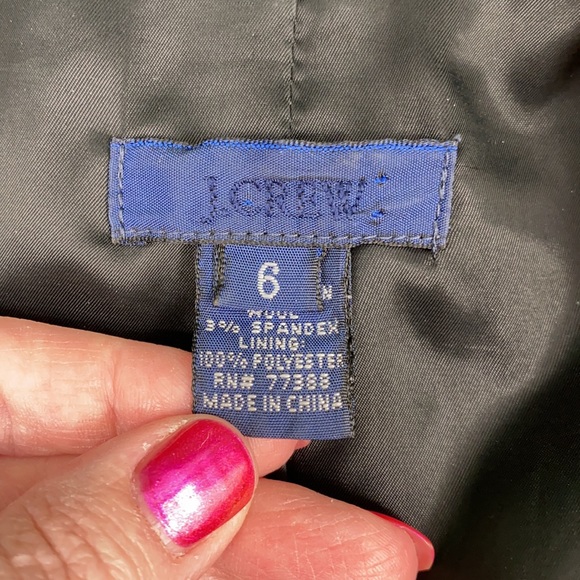 J.CREW
6
N
WOOL
3% SPANDEX
LINING:
100% POLYESTER
RN# 77388
MADE IN CHINA